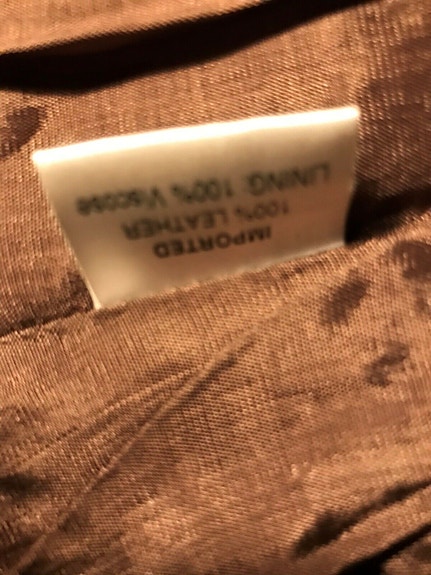 IMPORTED
100% LEATHER
LINING: 100% Viscose